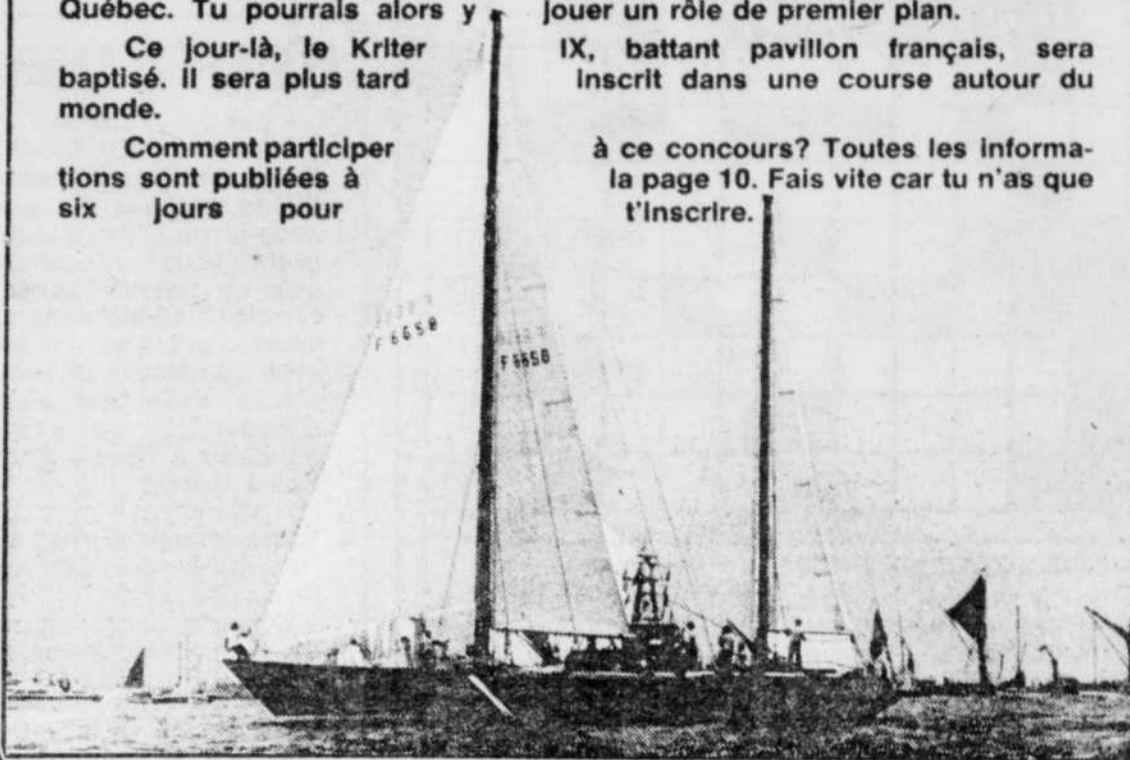 Québec. Tu pourrais alors y jouer un rôle de premier plan.
Ce jour-là, le Kriter IX, battant pavillon français, sera
baptisé. Il sera plus tard inscrit dans une course autour du
monde.
Comment participer à ce concours? Toutes les informa-
tions sont publiées à la page 10. Fais vite car tu n'as que
six jours pour t'inscrire.
F 6658
F 6658